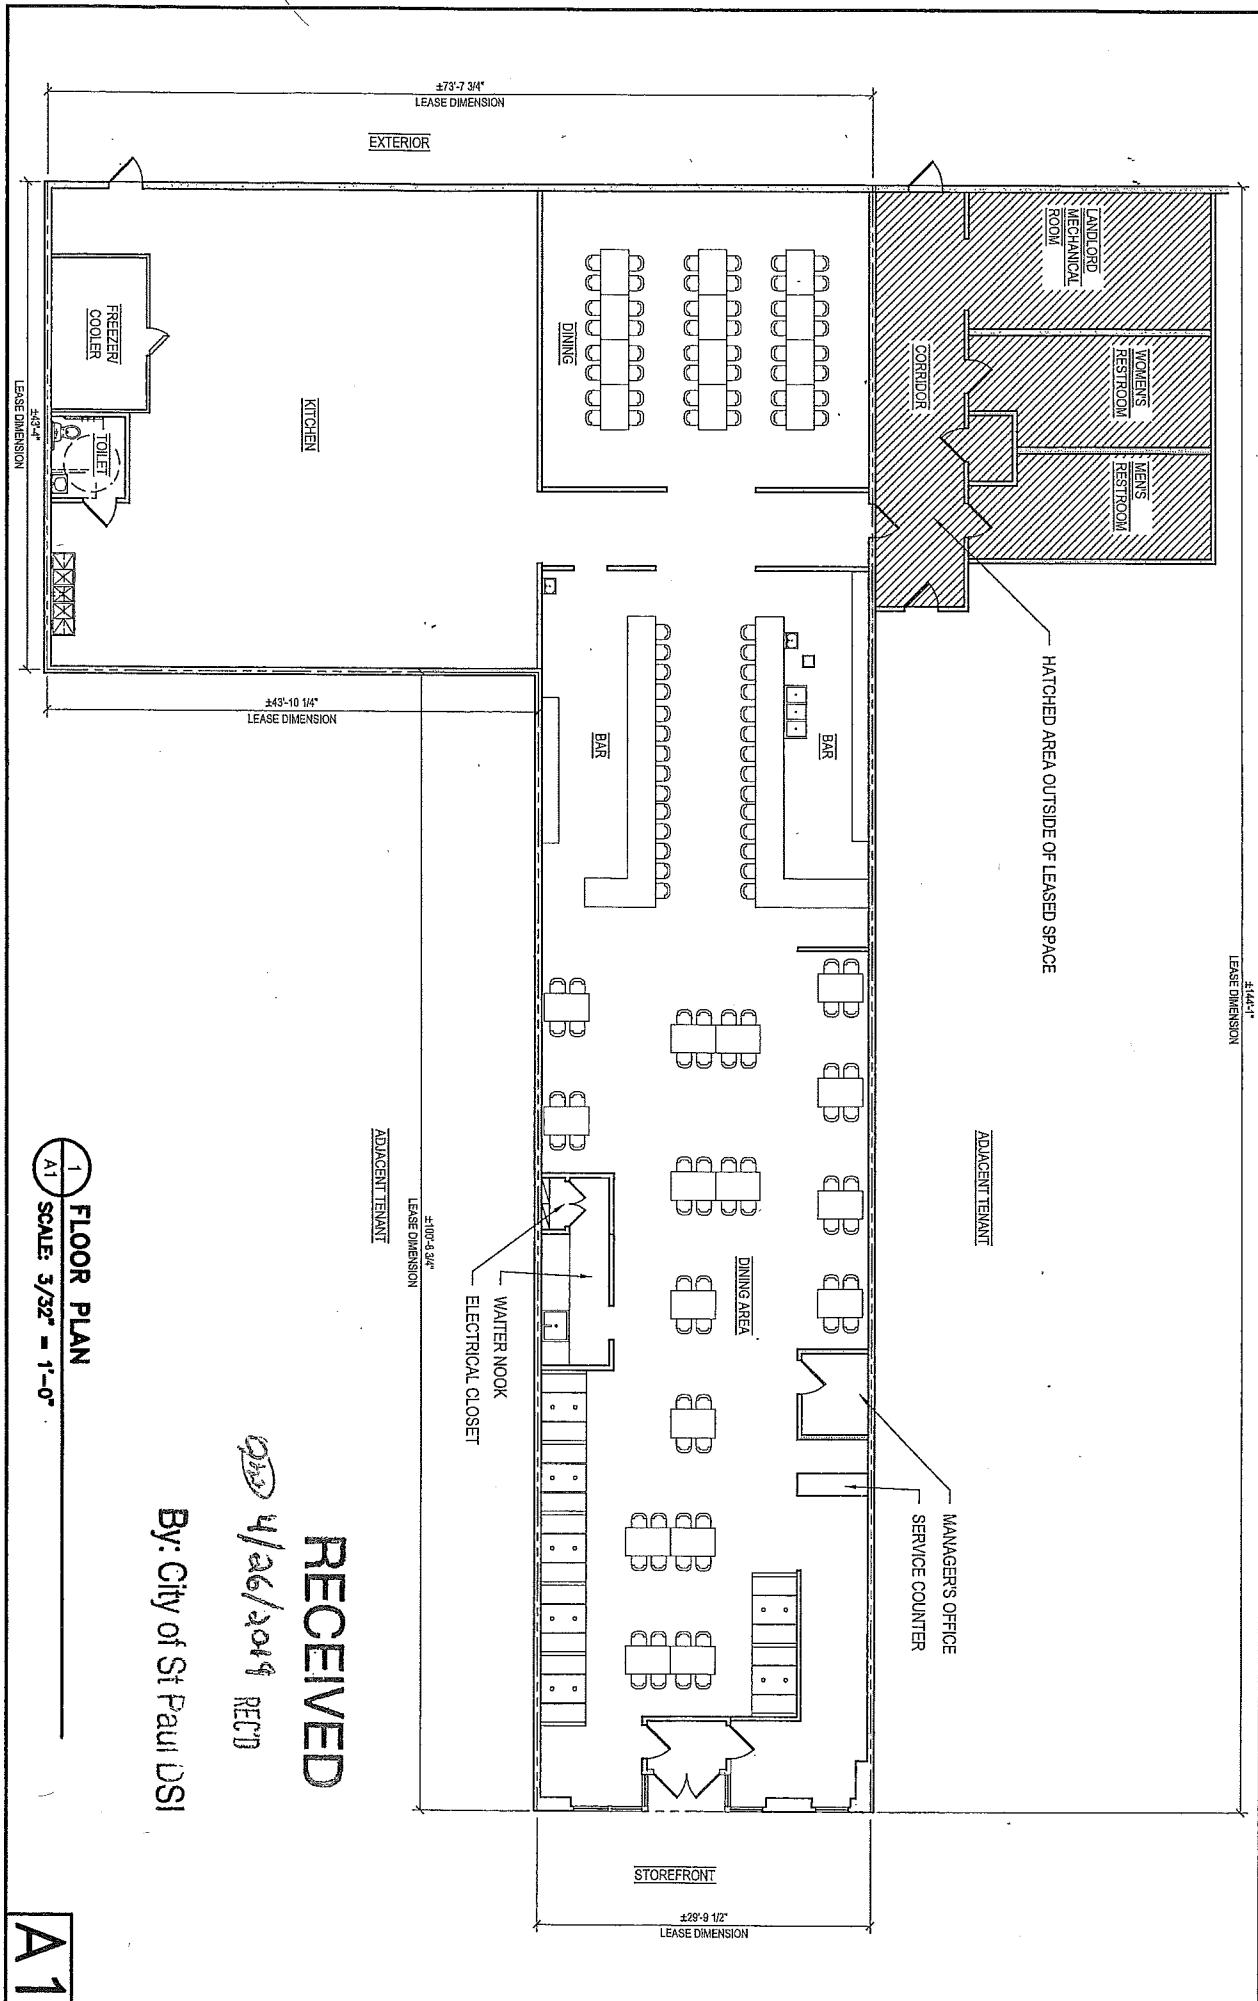 ±73'-7 3/4"
LEASE DIMENSION
EXTERIOR
LANDLORD
MECHANICAL
ROOM
WOMEN'S
RESTROOM
MEN'S
RESTROOM
CORRIDOR
DINING
FREEZER/
COOLER
KITCHEN
TOILET
±43'-4"
LEASE DIMENSION
HATCHED AREA OUTSIDE OF LEASED SPACE
±144'-1"
LEASE DIMENSION
±43'-10 1/4"
LEASE DIMENSION
BAR
BAR
ADJACENT TENANT
ADJACENT TENANT
±100'-8 3/4"
LEASE DIMENSION
DINING AREA
WAITER NOOK
ELECTRICAL CLOSET
MANAGER'S OFFICE
SERVICE COUNTER
STOREFRONT
±29'-9 1/2"
LEASE DIMENSION
1
A1
FLOOR PLAN
SCALE: 3/32" = 1'-0"
RECEIVED
4/26/2019 REC'D
By: City of St Paul DSI
A 1